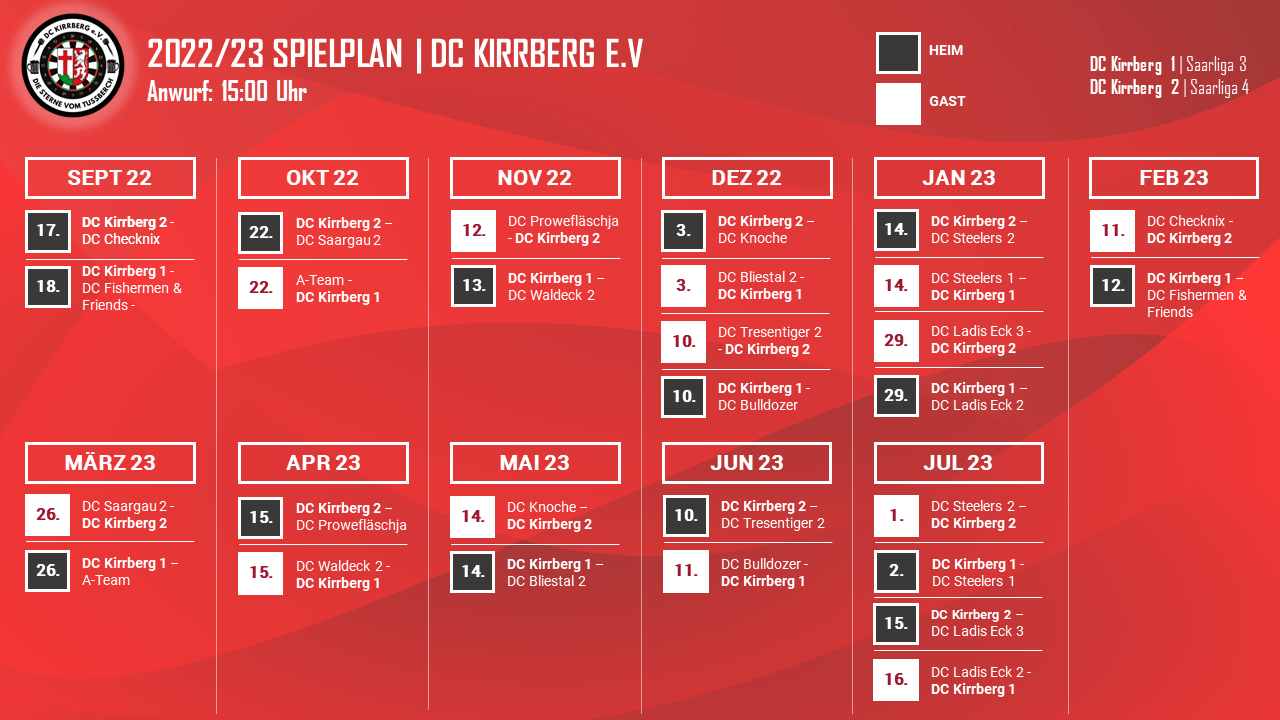 DC KIRRBERG e.V.
DIE STERNE VOM TUSSBERCH
2022/23 SPIELPLAN | DC KIRRBERG E.V
Anwurf: 15:00 Uhr
HEIM
GAST
DC Kirrberg 1 | Saarliga 3
DC Kirrberg 2 | Saarliga 4
SEPT 22
17.
DC Kirrberg 2 -
DC Checknix
18.
DC Kirrberg 1 -
DC Fishermen &
Friends -
OKT 22
22.
DC Kirrberg 2 –
DC Saargau 2
22.
A-Team -
DC Kirrberg 1
NOV 22
12.
DC Prowefläschja
- DC Kirrberg 2
13.
DC Kirrberg 1 –
DC Waldeck 2
DEZ 22
3.
DC Kirrberg 2 –
DC Knoche
3.
DC Bliestal 2 -
DC Kirrberg 1
10.
DC Tresentiger 2
- DC Kirrberg 2
10.
DC Kirrberg 1 -
DC Bulldozer
JAN 23
14.
DC Kirrberg 2 –
DC Steelers 2
14.
DC Steelers 1 –
DC Kirrberg 1
29.
DC Ladis Eck 3 -
DC Kirrberg 2
29.
DC Kirrberg 1 –
DC Ladis Eck 2
FEB 23
11.
DC Checknix -
DC Kirrberg 2
12.
DC Kirrberg 1 –
DC Fishermen &
Friends
MÄRZ 23
26.
DC Saargau 2 -
DC Kirrberg 2
26.
DC Kirrberg 1 –
A-Team
APR 23
15.
DC Kirberg 2 –
DC Prowefläschja
15.
DC Waldeck 2 -
DC Kirrberg 1
MAI 23
14.
DC Knoche –
DC Kirrberg 2
14.
DC Kirrberg 1 –
DC Bliestal 2
JUN 23
10.
DC Kirrberg 2 –
DC Tresentiger 2
11.
DC Bulldozer -
DC Kirrberg 1
JUL 23
1.
DC Steelers 2 –
DC Kirrberg 2
2.
DC Kirrberg 1 -
DC Steelers 1
15.
DC Kirrberg 2 –
DC Ladis Eck 3
16.
DC Ladis Eck 2 -
DC Kirrberg 1